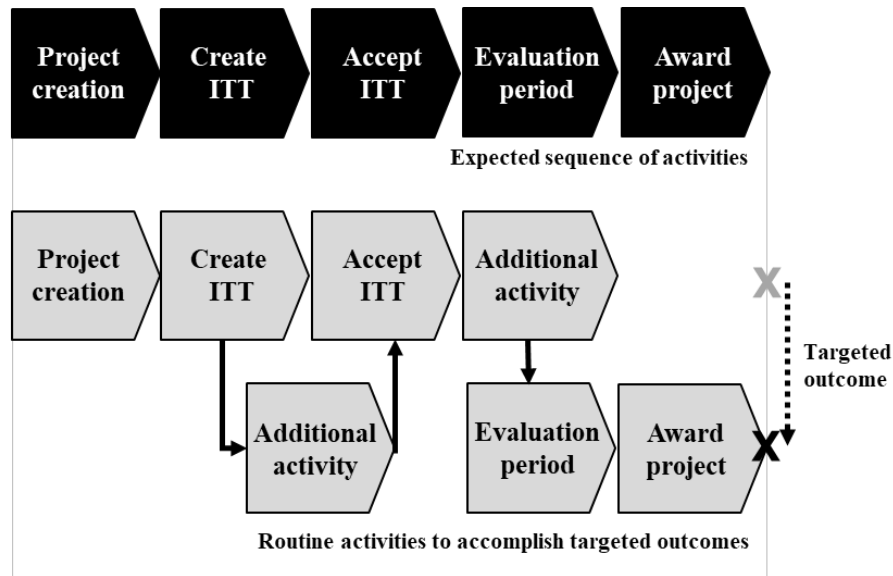 Project
creation
Create
ITT
Accept
ITT
Evaluation
period
Award
project
Expected sequence of activities
Project
creation
Create
ITT
Accept
ITT
Additional
activity
X
Targeted
outcome
Additional
activity
Evaluation
period
Award
project
X
Routine activities to accomplish targeted outcomes